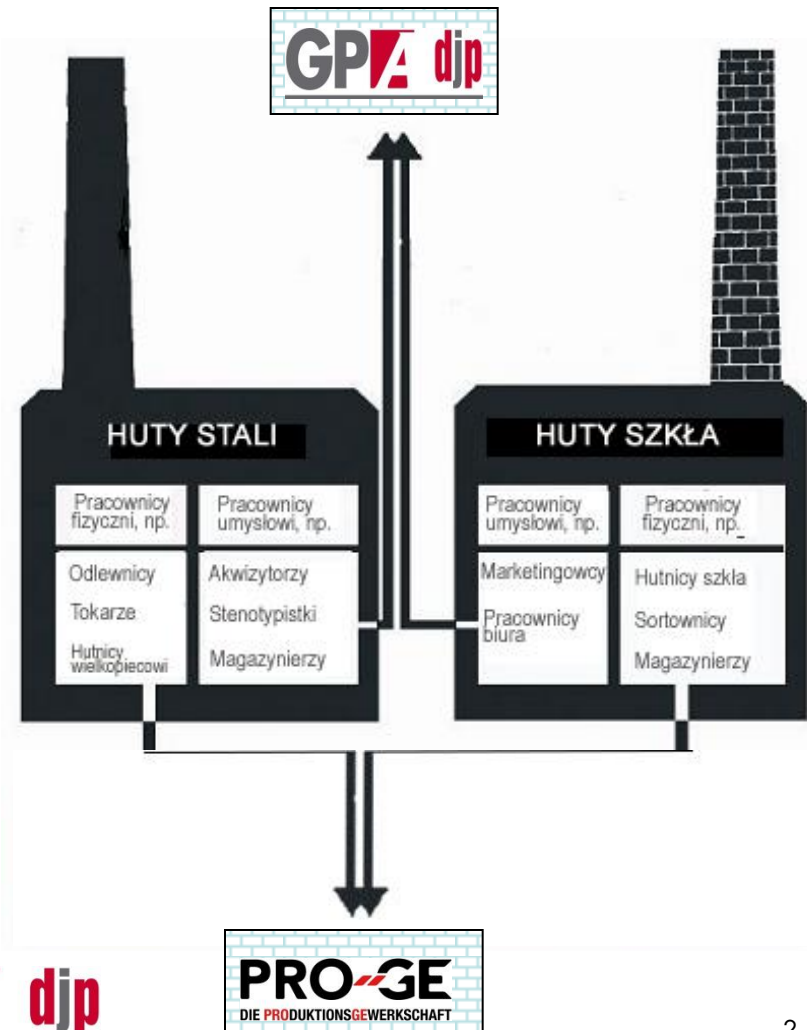 GPA djp
HUTY STALI
Pracownicy
fizyczni, np.
Pracownicy
umysłowi, np.
Odlewnicy
Tokarze
Hutnicy
wielkopiecowi
Akwizytorzy
Stenotypistki
Magazynierzy
HUTY SZKŁA
Pracownicy
umysłowi, np.
Pracownicy
fizyczni, np.
Marketingowcy
Pracownicy
biura
Hutnicy szkła
Sortownicy
Magazynierzy
djp
PRO-GE
DIE PRODUKTIONSGEWERKSCHAFT
2